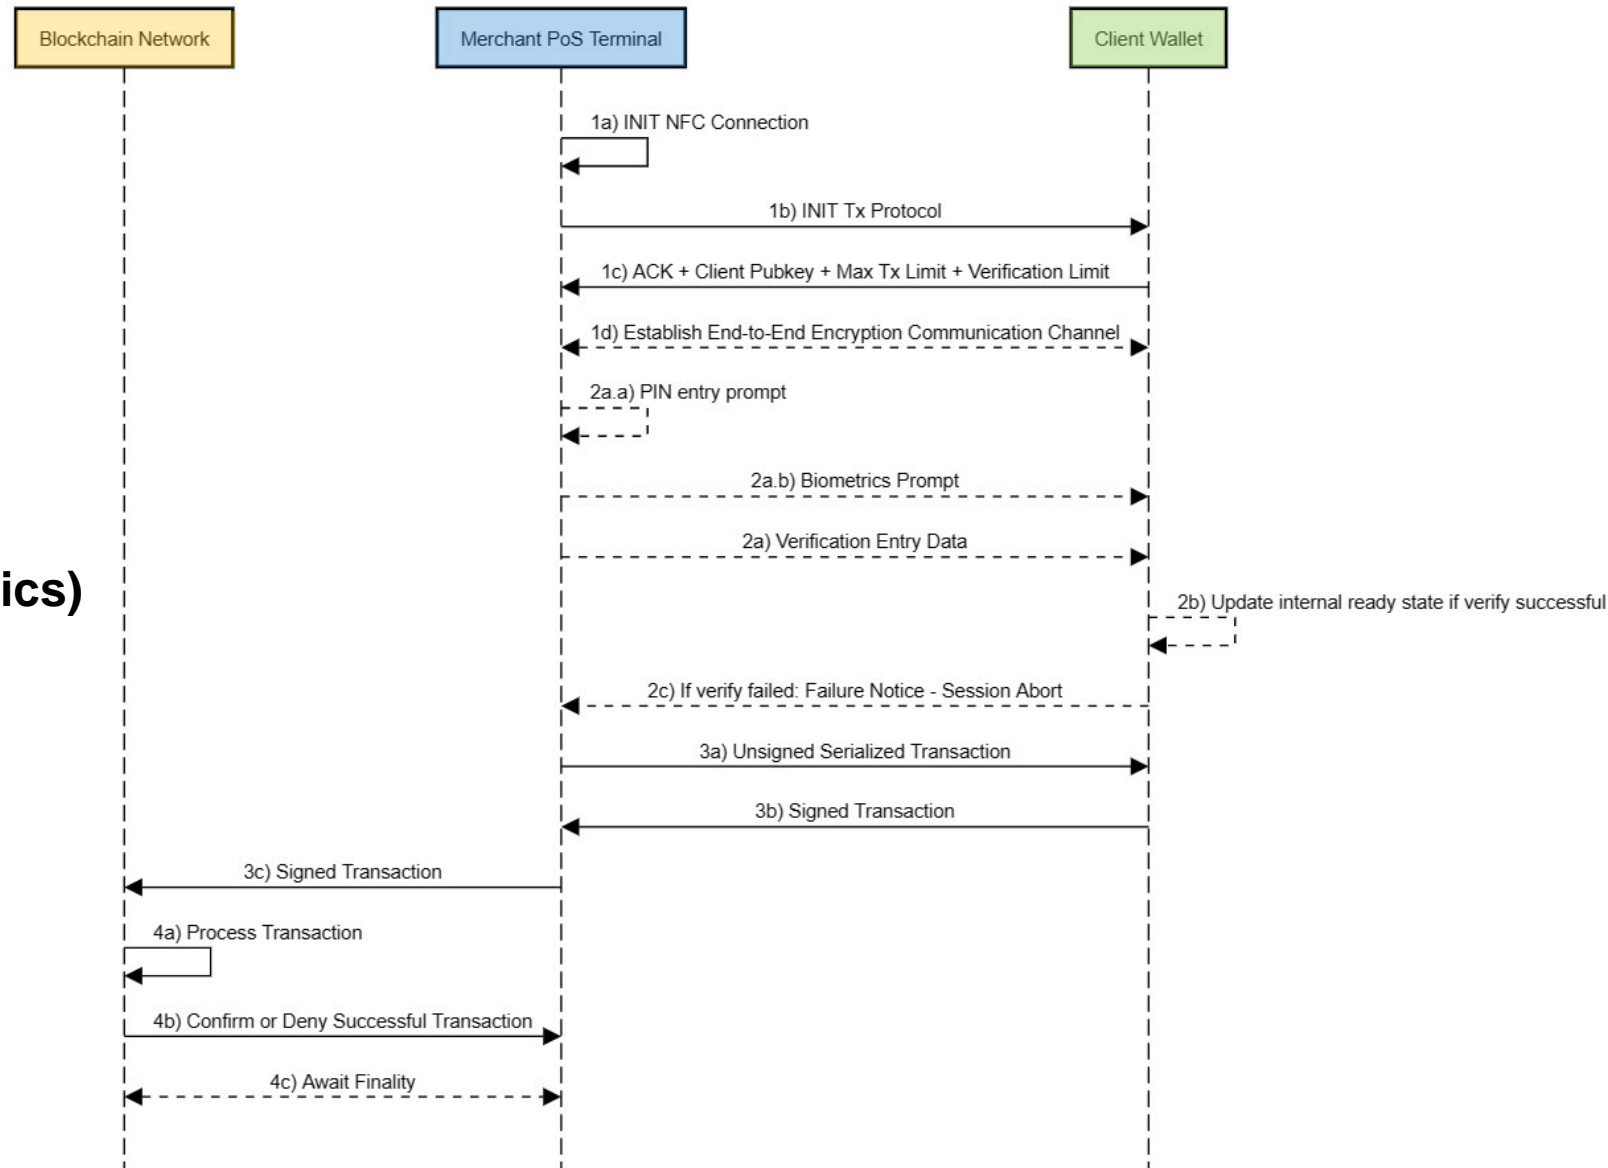 Blockchain Network
Merchant PoS Terminal
Client Wallet
1a) INIT NFC Connection
1b) INIT Tx Protocol
1c) ACK + Client Pubkey + Max Tx Limit + Verification Limit
1d) Establish End-to-End Encryption Communication Channel
2a.a) PIN entry prompt
2a.b) Biometrics Prompt
2a) Verification Entry Data
ics)
2b) Update internal ready state if verify successful
2c) If verify failed: Failure Notice - Session Abort
3a) Unsigned Serialized Transaction
3b) Signed Transaction
3c) Signed Transaction
4a) Process Transaction
4b) Confirm or Deny Successful Transaction
4c) Await Finality